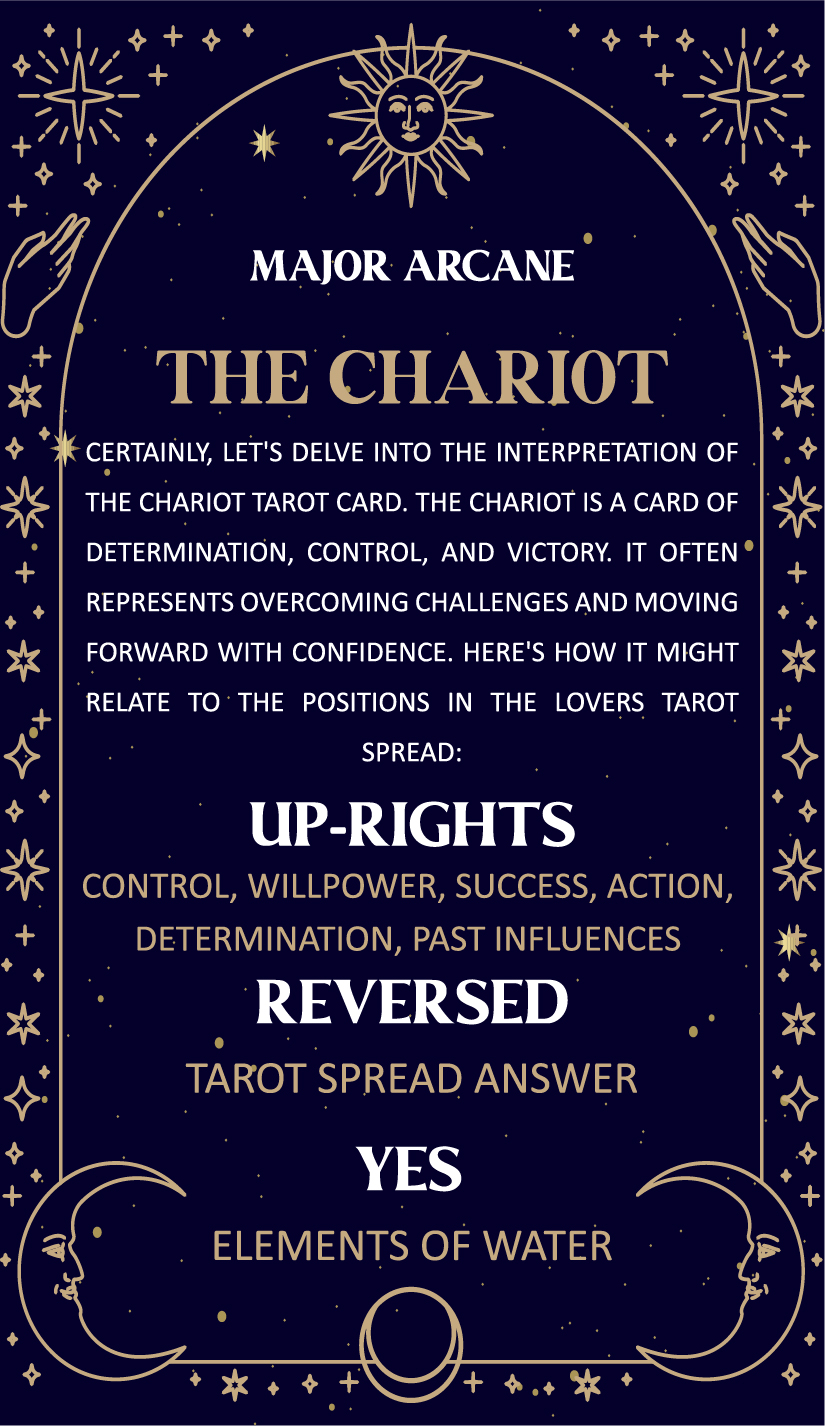 MAJOR ARCANE
THE CHARIOT
CERTAINLY, LET'S DELVE INTO THE INTERPRETATION OF
THE CHARIOT TAROT CARD. THE CHARIOT IS A CARD OF
DETERMINATION, CONTROL, AND VICTORY. IT OFTEN
REPRESENTS OVERCOMING CHALLENGES AND MOVING
FORWARD WITH CONFIDENCE. HERE'S HOW IT MIGHT
RELATE TO THE POSITIONS IN THE LOVERS TAROT
SPREAD:
UP-RIGHTS
CONTROL, WILLPOWER, SUCCESS, ACTION,
DETERMINATION, PAST INFLUENCES
REVERSED
TAROT SPREAD ANSWER
YES
ELEMENTS OF WATER